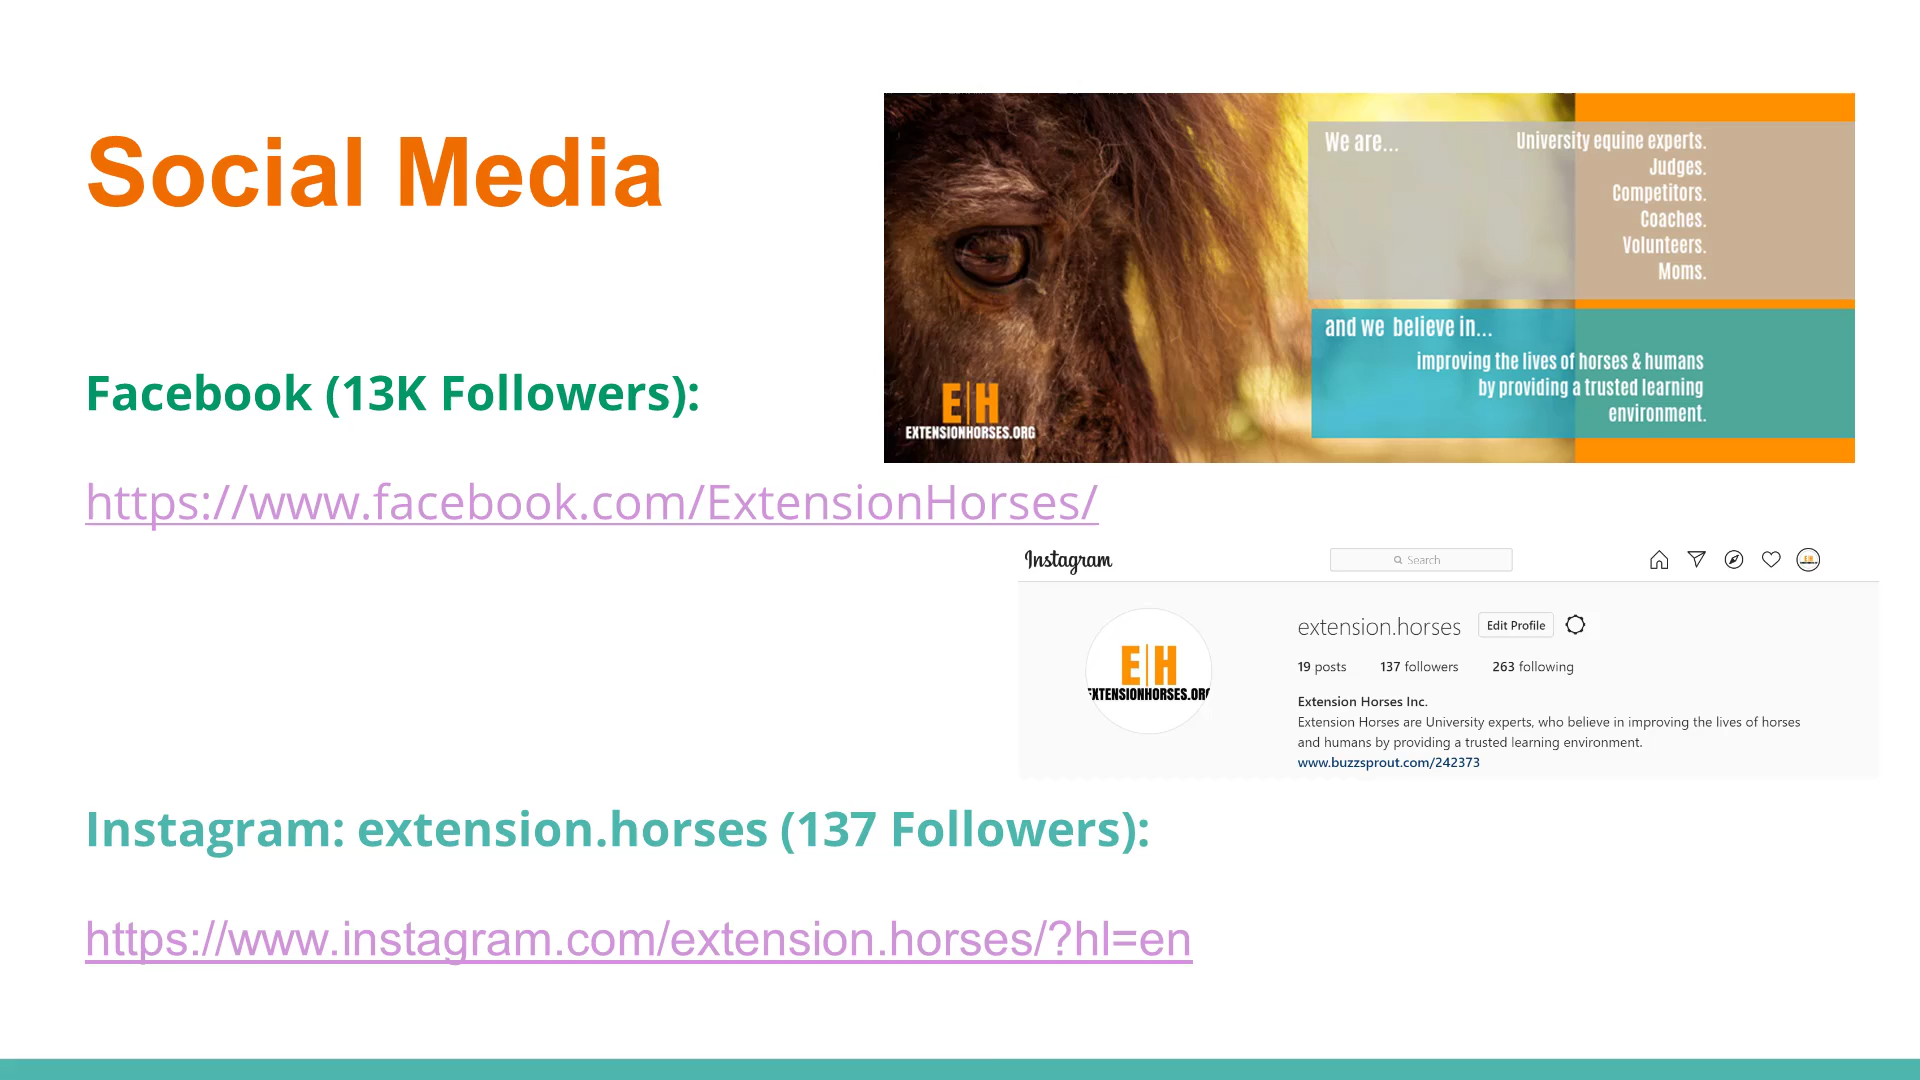 Social Media
We are...
University equine experts.
Judges.
Competitors.
Coaches.
Volunteers.
Moms.
and we believe in...
improving the lives of horses & humans
by providing a trusted learning
environment.
E|H
EXTENSIONHORSES.ORG
Facebook (13K Followers):
https://www.facebook.com/ExtensionHorses/
Instagram
Search
extension.horses Edit Profile
19 posts 137 followers 263 following
E|H
EXTENSIONHORSES.ORG
Extension Horses Inc.
Extension Horses are University experts, who believe in improving the lives of horses
and humans by providing a trusted learning environment.
www.buzzsprout.com/242373
Instagram: extension.horses (137 Followers):
https://www.instagram.com/extension.horses/?hl=en